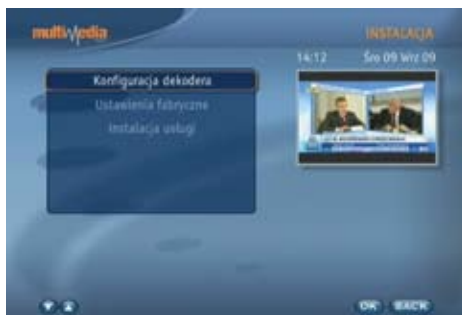 multimedia
INSTALACJA
14:12 Śro 09 Wrz 09
Konfiguracja dekodera
Ustawienia fabryczne
Instalacja usługi
OK BACK